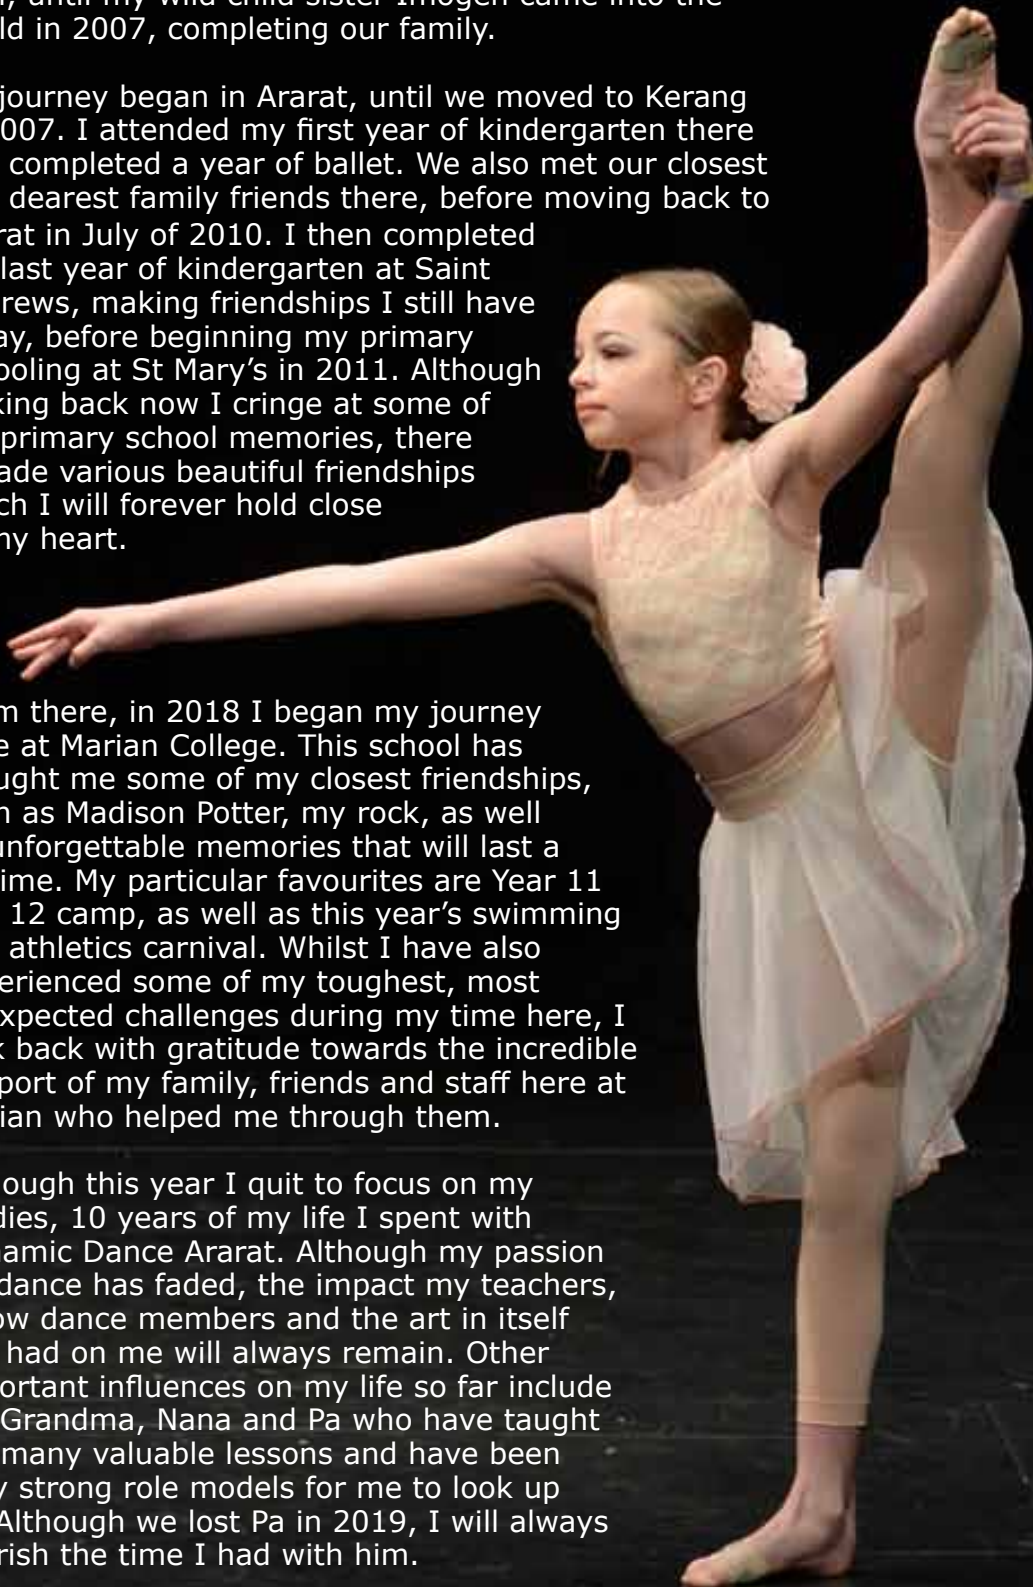 , until my wild child sister Imogen came into the
ld in 2007, completing our family.
journey began in Ararat, until we moved to Kerang
007. I attended my first year of kindergarten there
completed a year of ballet. We also met our closest
dearest family friends there, before moving back to
rat in July of 2010. I then completed
last year of kindergarten at Saint
rews, making friendships I still have
ay, before beginning my primary
ooling at St Mary's in 2011. Although
king back now I cringe at some of
primary school memories, there
ade various beautiful friendships
ch I will forever hold close
ny heart.
m there, in 2018 I began my journey
e at Marian College. This school has
ught me some of my closest friendships,
h as Madison Potter, my rock, as well
unforgettable memories that will last a
ime. My particular favourites are Year 11
12 camp, as well as this year's swimming
athletics carnival. Whilst I have also
erienced some of my toughest, most
expected challenges during my time here, I
k back with gratitude towards the incredible
port of my family, friends and staff here at
ian who helped me through them.
ough this year I quit to focus on my
dies, 10 years of my life I spent with
namic Dance Ararat. Although my passion
dance has faded, the impact my teachers,
ow dance members and the art in itself
had on me will always remain. Other
ortant influences on my life so far include
Grandma, Nana and Pa who have taught
many valuable lessons and have been
y strong role models for me to look up
Although we lost Pa in 2019, I will always
rish the time I had with him.